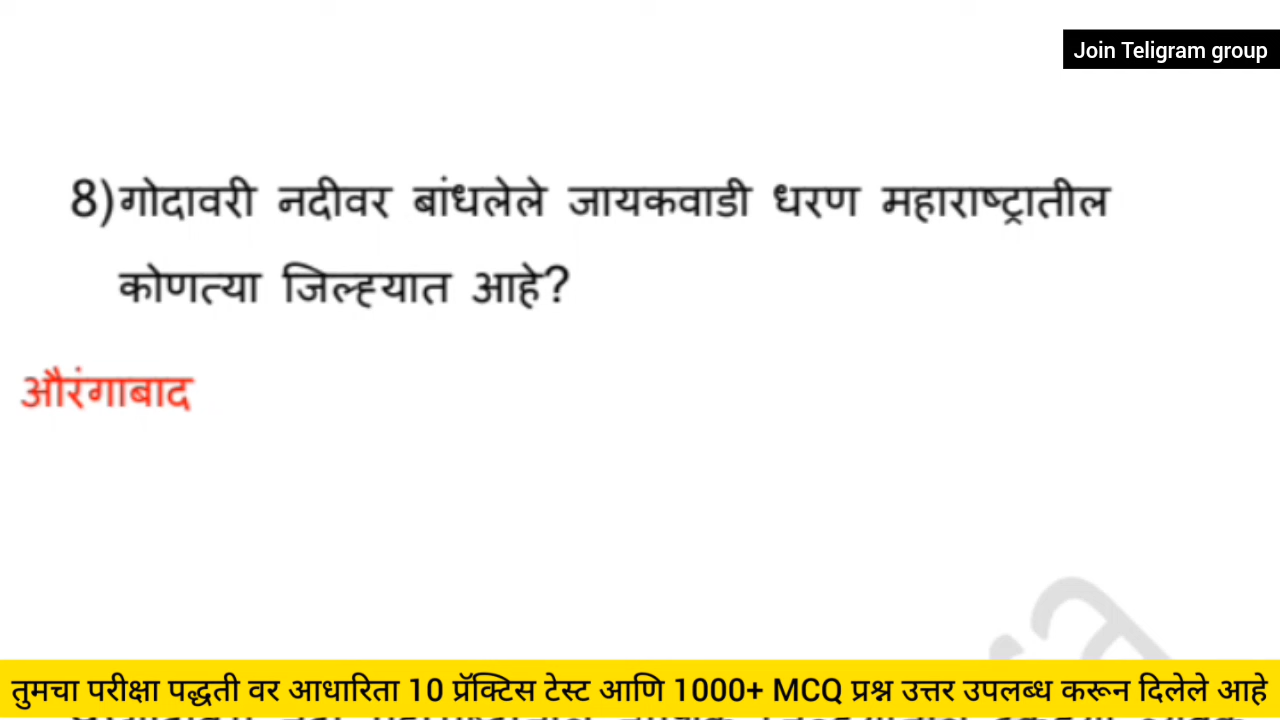 Join Teligram group
8)गोदावरी नदीवर बांधलेले जायकवाडी धरण महाराष्ट्रातील
कोणत्या जिल्ह्यात आहे?
औरंगाबाद
तुमचा परीक्षा पद्धती वर आधारिता 10 प्रॅक्टिस टेस्ट आणि 1000+ MCQ प्रश्न उत्तर उपलब्ध करून दिलेले आहे